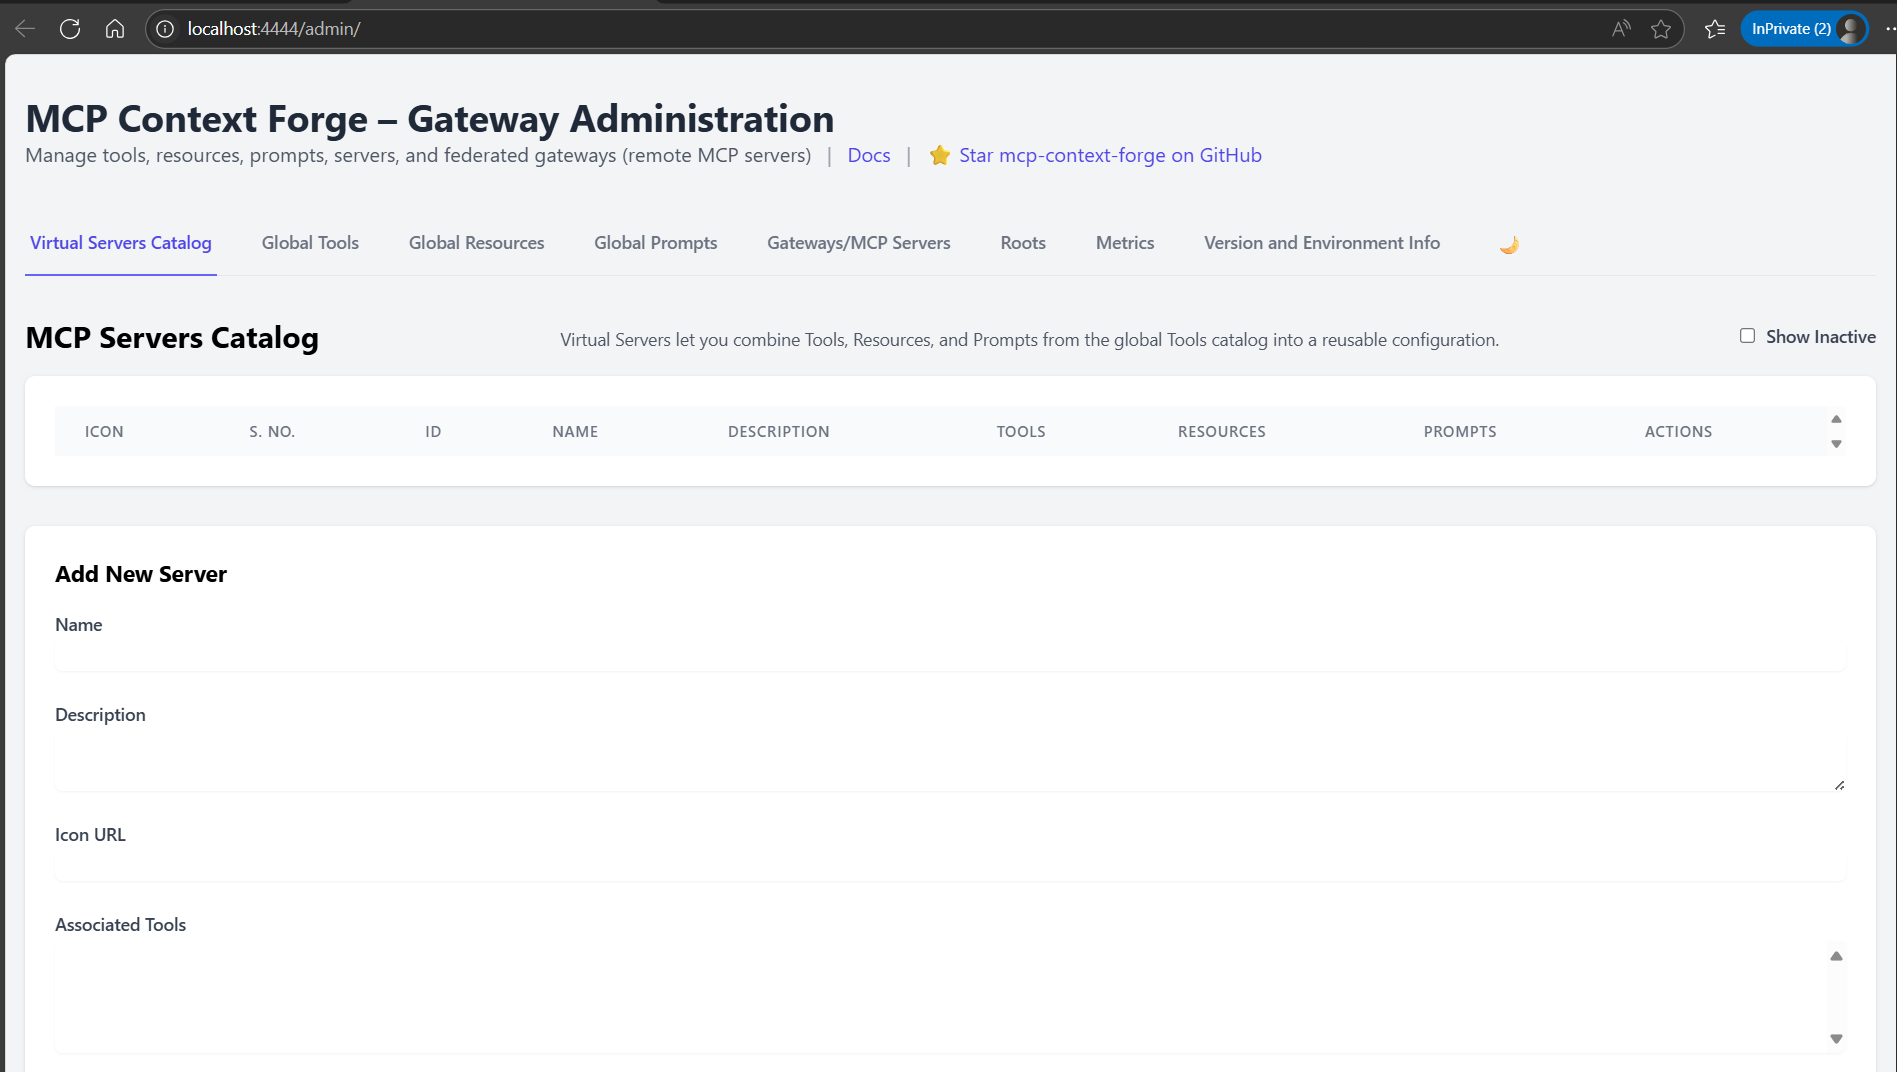 localhost:4444/admin/
InPrivate (2)
MCP Context Forge – Gateway Administration
Manage tools, resources, prompts, servers, and federated gateways (remote MCP servers) | Docs | ⭐ Star mcp-context-forge on GitHub
Virtual Servers Catalog Global Tools Global Resources Global Prompts Gateways/MCP Servers Roots Metrics Version and Environment Info 🌙
MCP Servers Catalog Virtual Servers let you combine Tools, Resources, and Prompts from the global Tools catalog into a reusable configuration. Show Inactive
ICON S. NO. ID NAME DESCRIPTION TOOLS RESOURCES PROMPTS ACTIONS
Add New Server
Name
Description
Icon URL
Associated Tools